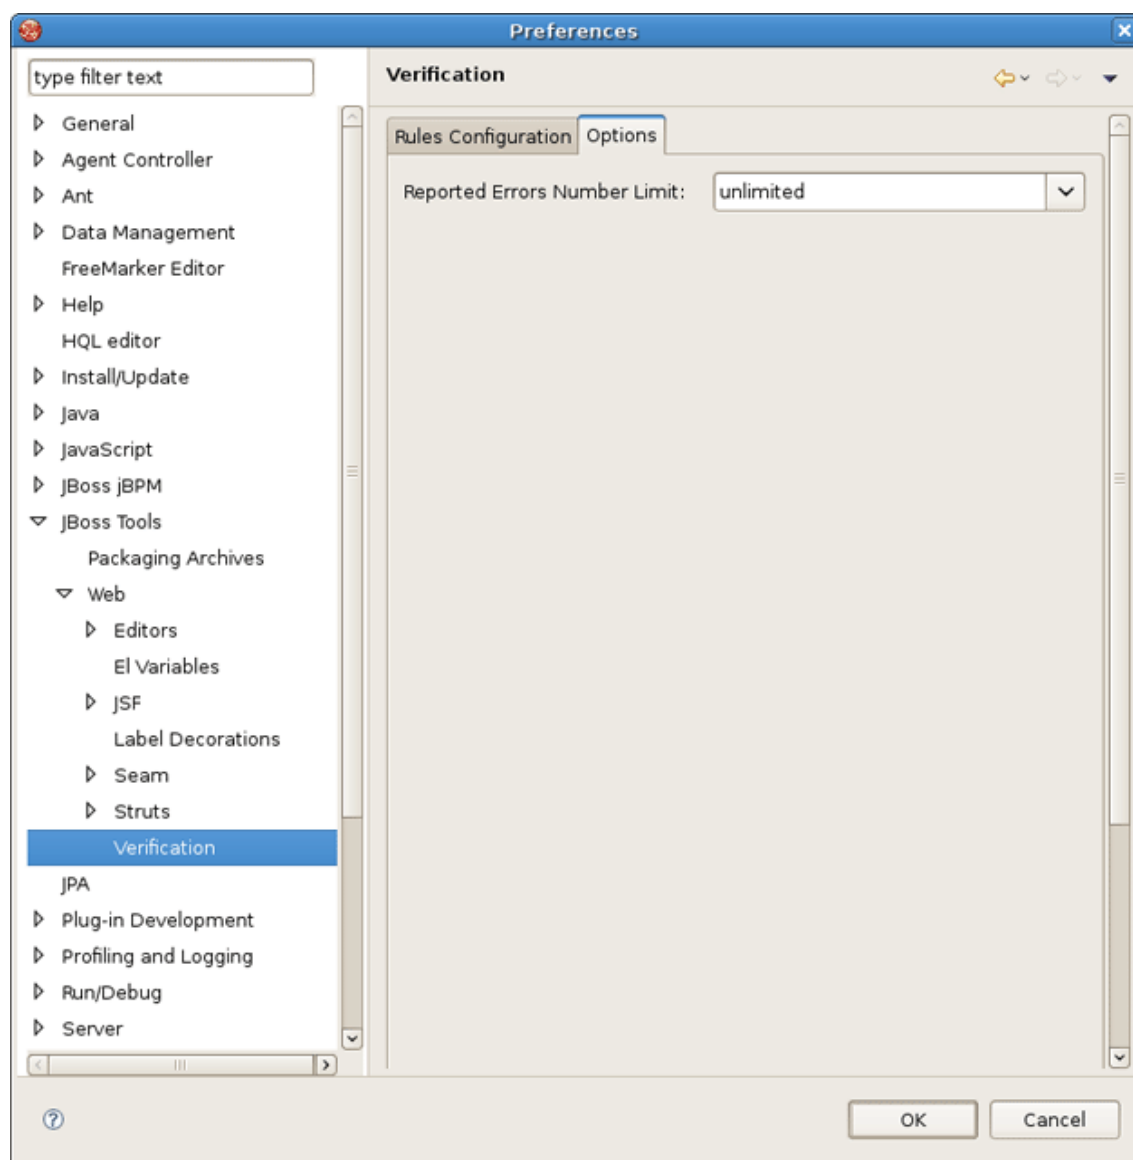 Preferences
type filter text
General
Agent Controller
Ant
Data Management
FreeMarker Editor
Help
HQL editor
Install/Update
Java
JavaScript
JBoss jBPM
JBoss Tools
Packaging Archives
Web
Editors
El Variables
JSF
Label Decorations
Seam
Struts
Verification
JPA
Plug-in Development
Profiling and Logging
Run/Debug
Server
Verification
Rules Configuration Options
Reported Errors Number Limit: unlimited
OK Cancel